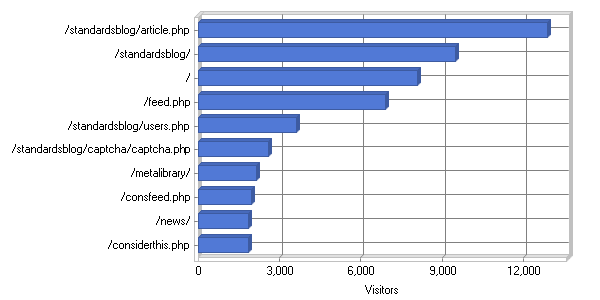 /standardsblog/article.php
/standardsblog/
/
/feed.php
/standardsblog/users.php
/standardsblog/captcha/captcha.php
/metalibrary/
/consfeed.php
/news/
/considerthis.php
0 3,000 6,000 9,000 12,000
Visitors